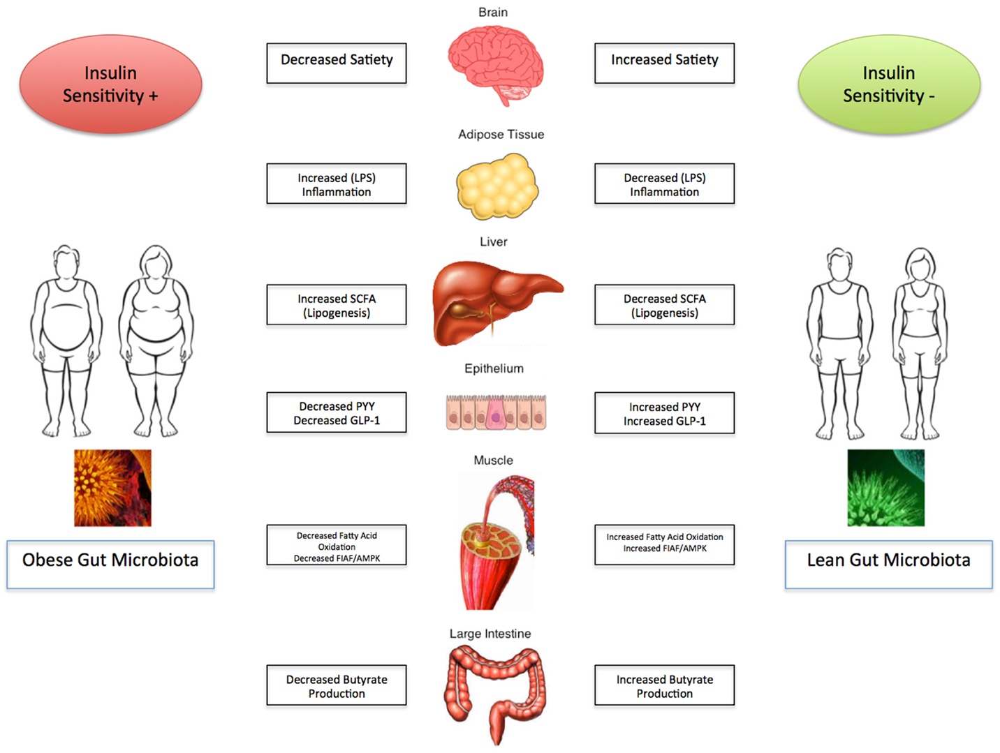 Brain
Insulin
Sensitivity +
Decreased Satiety
Increased Satiety
Insulin
Sensitivity -
Adipose Tissue
Increased (LPS)
Inflammation
Decreased (LPS)
Inflammation
Liver
Increased SCFA
(Lipogenesis)
Decreased SCFA
(Lipogenesis)
Epithelium
Decreased PYY
Decreased GLP-1
Increased PYY
Increased GLP-1
Muscle
Decreased Fatty Acid
Oxidation
Decreased FIAF/AMPK
Increased Fatty Acid Oxidation
Increased FIAF/AMPK
Obese Gut Microbiota
Lean Gut Microbiota
Large Intestine
Decreased Butyrate
Production
Increased Butyrate
Production